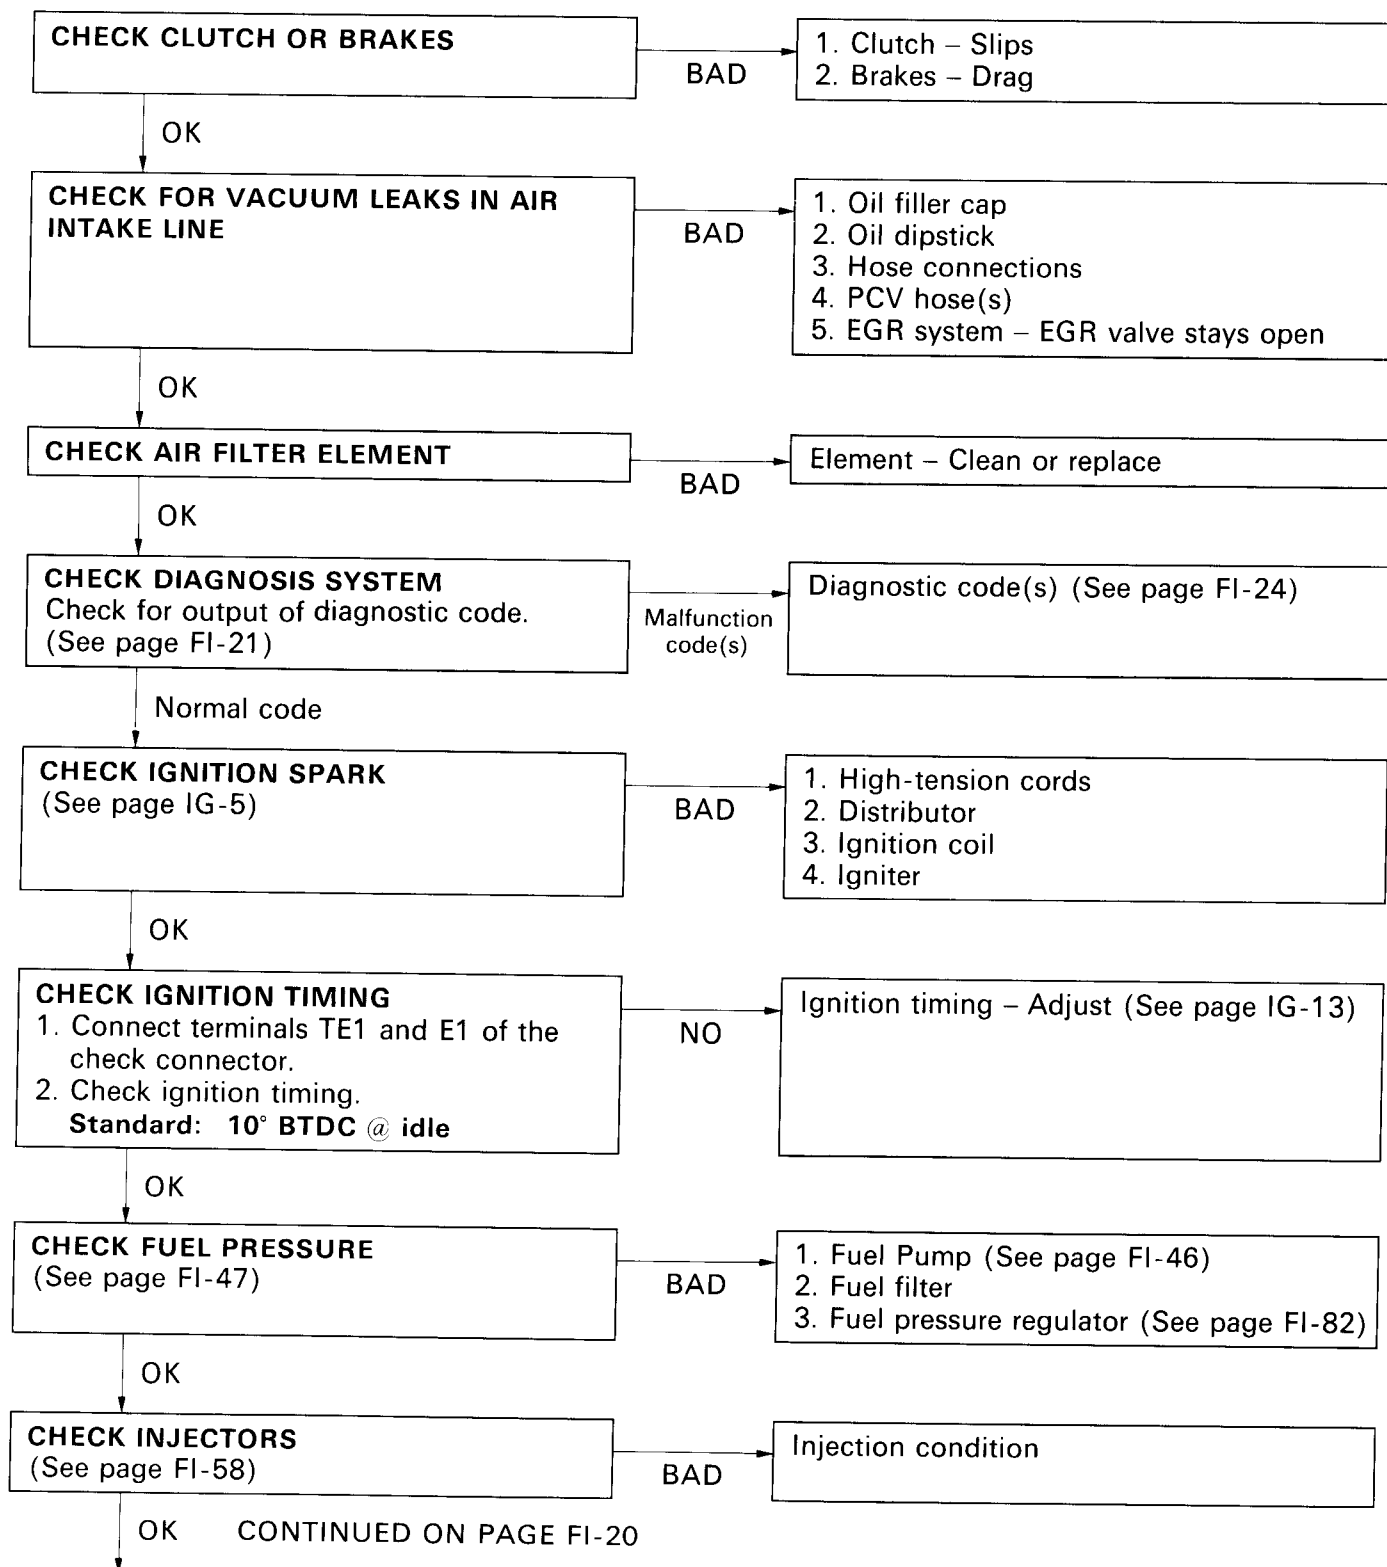 CHECK CLUTCH OR BRAKES
BAD
1. Clutch – Slips
2. Brakes – Drag
OK
CHECK FOR VACUUM LEAKS IN AIR
INTAKE LINE
BAD
1. Oil filler cap
2. Oil dipstick
3. Hose connections
4. PCV hose(s)
5. EGR system – EGR valve stays open
OK
CHECK AIR FILTER ELEMENT
BAD
Element – Clean or replace
OK
CHECK DIAGNOSIS SYSTEM
Check for output of diagnostic code.
(See page FI-21)
Malfunction
code(s)
Diagnostic code(s) (See page FI-24)
Normal code
CHECK IGNITION SPARK
(See page IG-5)
BAD
1. High-tension cords
2. Distributor
3. Ignition coil
4. Igniter
OK
CHECK IGNITION TIMING
1. Connect terminals TE1 and E1 of the
check connector.
2. Check ignition timing.
Standard: 10° BTDC @ idle
NO
Ignition timing – Adjust (See page IG-13)
OK
CHECK FUEL PRESSURE
(See page FI-47)
BAD
1. Fuel Pump (See page FI-46)
2. Fuel filter
3. Fuel pressure regulator (See page FI-82)
OK
CHECK INJECTORS
(See page FI-58)
BAD
Injection condition
OK CONTINUED ON PAGE FI-20